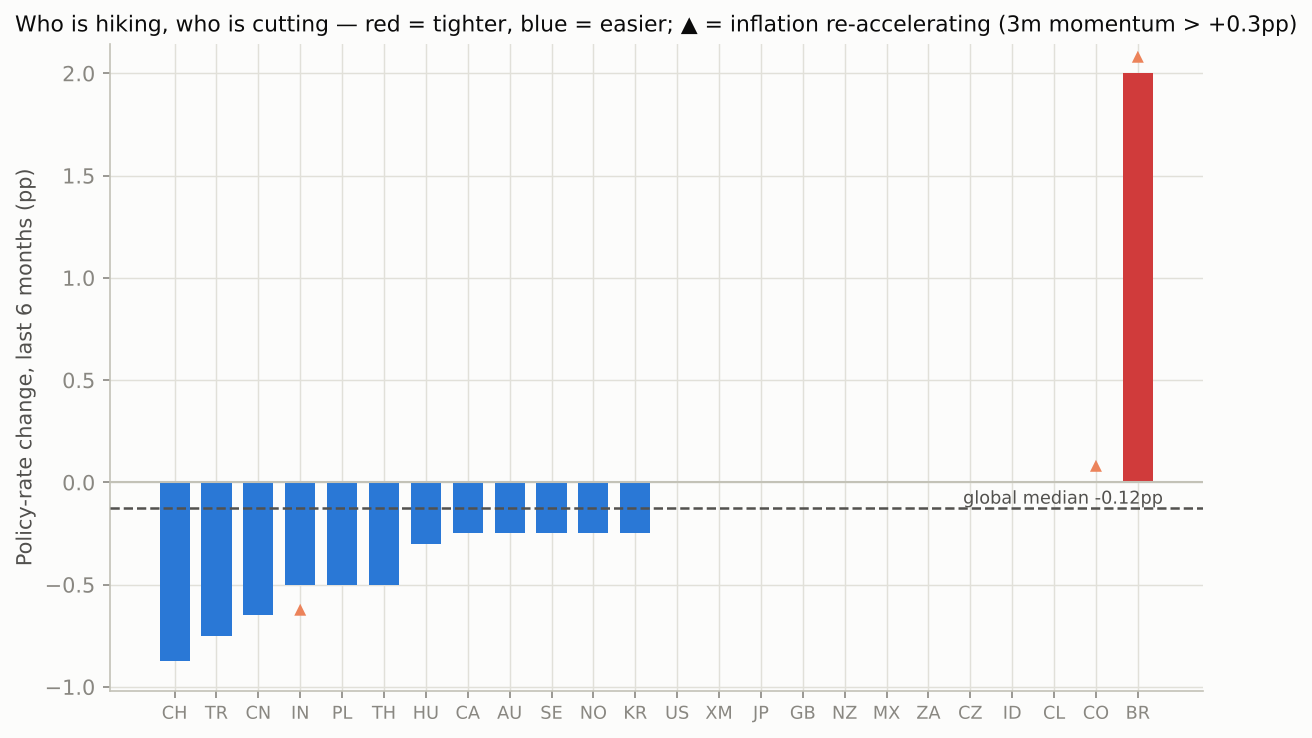 Who is hiking, who is cutting — red = tighter, blue = easier; ▲ = inflation re-accelerating (3m momentum > +0.3pp)
Policy-rate change, last 6 months (pp)
2.0
1.5
1.0
0.5
0.0
−0.5
−1.0
global median -0.12pp
CH TR CN IN PL TH HU CA AU SE NO KR US XM JP GB NZ MX ZA CZ ID CL CO BR